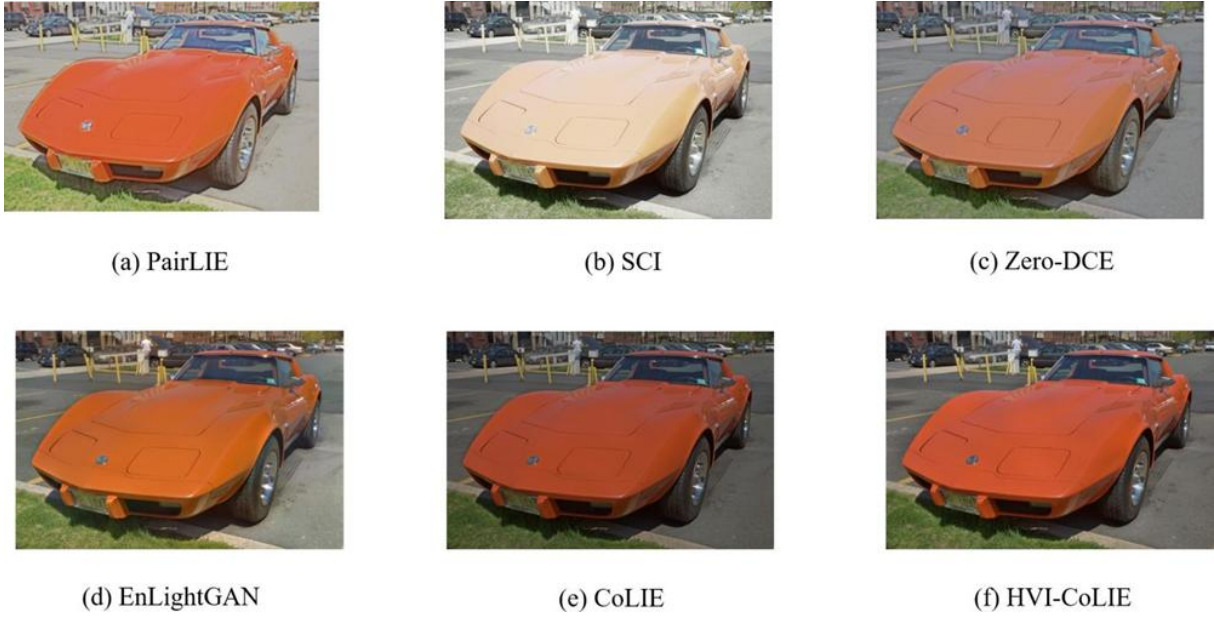 (a) PairLIE
(b) SCI
(c) Zero-DCE
(d) EnLightGAN
(e) CoLIE
(f) HVI-CoLIE